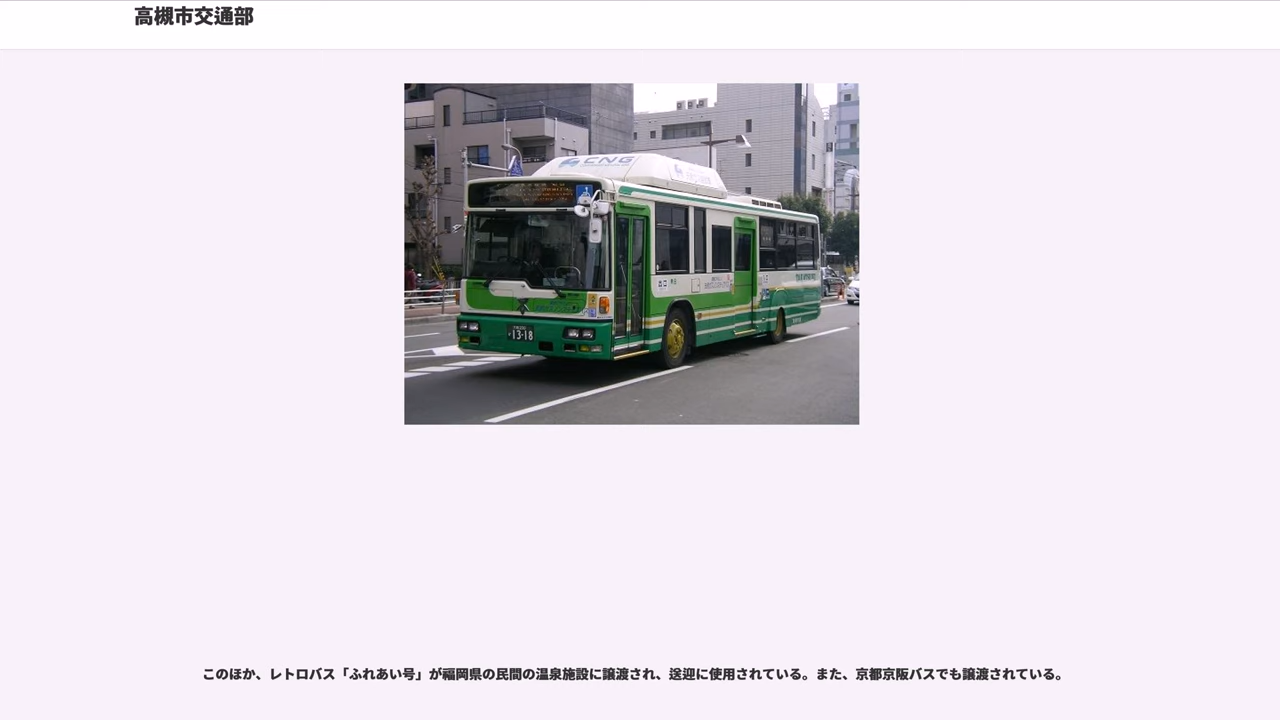 高槻市交通部
CNG
13-18
このほか、レトロバス「ふれあい号」が福岡県の民間の温泉施設に譲渡され、送迎に使用されている。また、京都京阪バスでも譲渡されている。